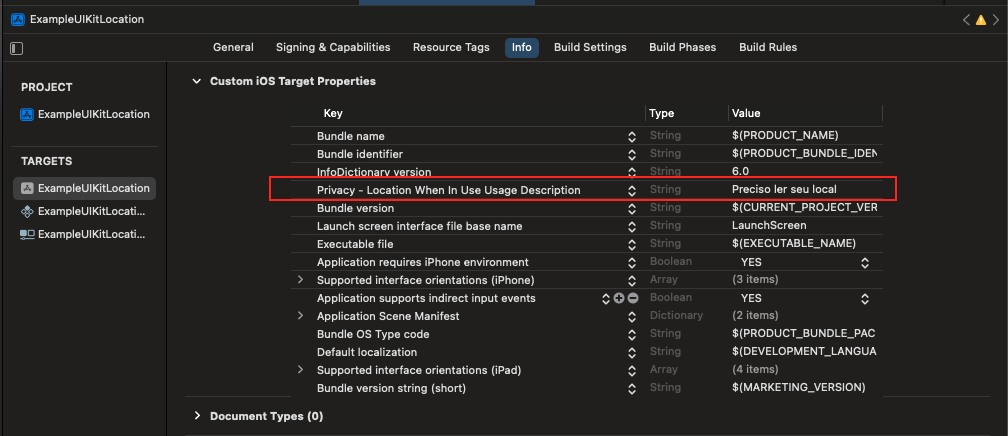 ExampleUIKitLocation
General Signing & Capabilities Resource Tags Info Build Settings Build Phases Build Rules
PROJECT
ExampleUIKitLocation
TARGETS
ExampleUIKitLocation
ExampleUIKitLocati...
ExampleUIKitLocati...
Custom iOS Target Properties
Key Type Value
Bundle name String $(PRODUCT_NAME)
Bundle identifier String $(PRODUCT_BUNDLE_IDEN
InfoDictionary version String 6.0
Privacy - Location When In Use Usage Description String Preciso ler seu local
Bundle version String $(CURRENT_PROJECT_VER
Launch screen interface file base name String LaunchScreen
Executable file String $(EXECUTABLE_NAME)
Application requires iPhone environment Boolean YES
Supported interface orientations (iPhone) Array (3 items)
Application supports indirect input events Boolean YES
Application Scene Manifest Dictionary (2 items)
Bundle OS Type code String $(PRODUCT_BUNDLE_PAC
Default localization String $(DEVELOPMENT_LANGUA
Supported interface orientations (iPad) Array (4 items)
Bundle version string (short) String $(MARKETING_VERSION)
Document Types (0)